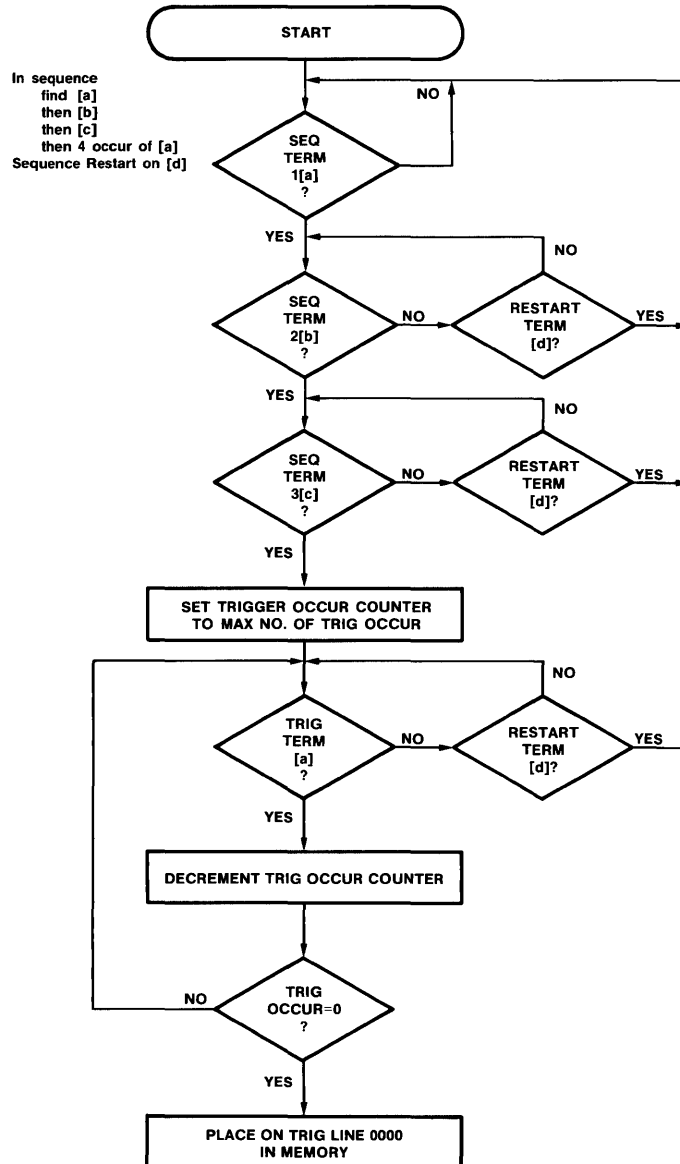 START
In sequence
find [a]
then [b]
then [c]
then 4 occur of [a]
Sequence Restart on [d]
NO
SEQ
TERM
1[a]
?
YES
NO
SEQ
TERM
2[b]
?
NO
RESTART
TERM
[d]?
YES
YES
NO
SEQ
TERM
3[c]
?
NO
RESTART
TERM
[d]?
YES
YES
SET TRIGGER OCCUR COUNTER
TO MAX NO. OF TRIG OCCUR
NO
TRIG
TERM
[a]
?
NO
RESTART
TERM
[d]?
YES
YES
DECREMENT TRIG OCCUR COUNTER
NO
TRIG
OCCUR=0
?
YES
PLACE ON TRIG LINE 0000
IN MEMORY